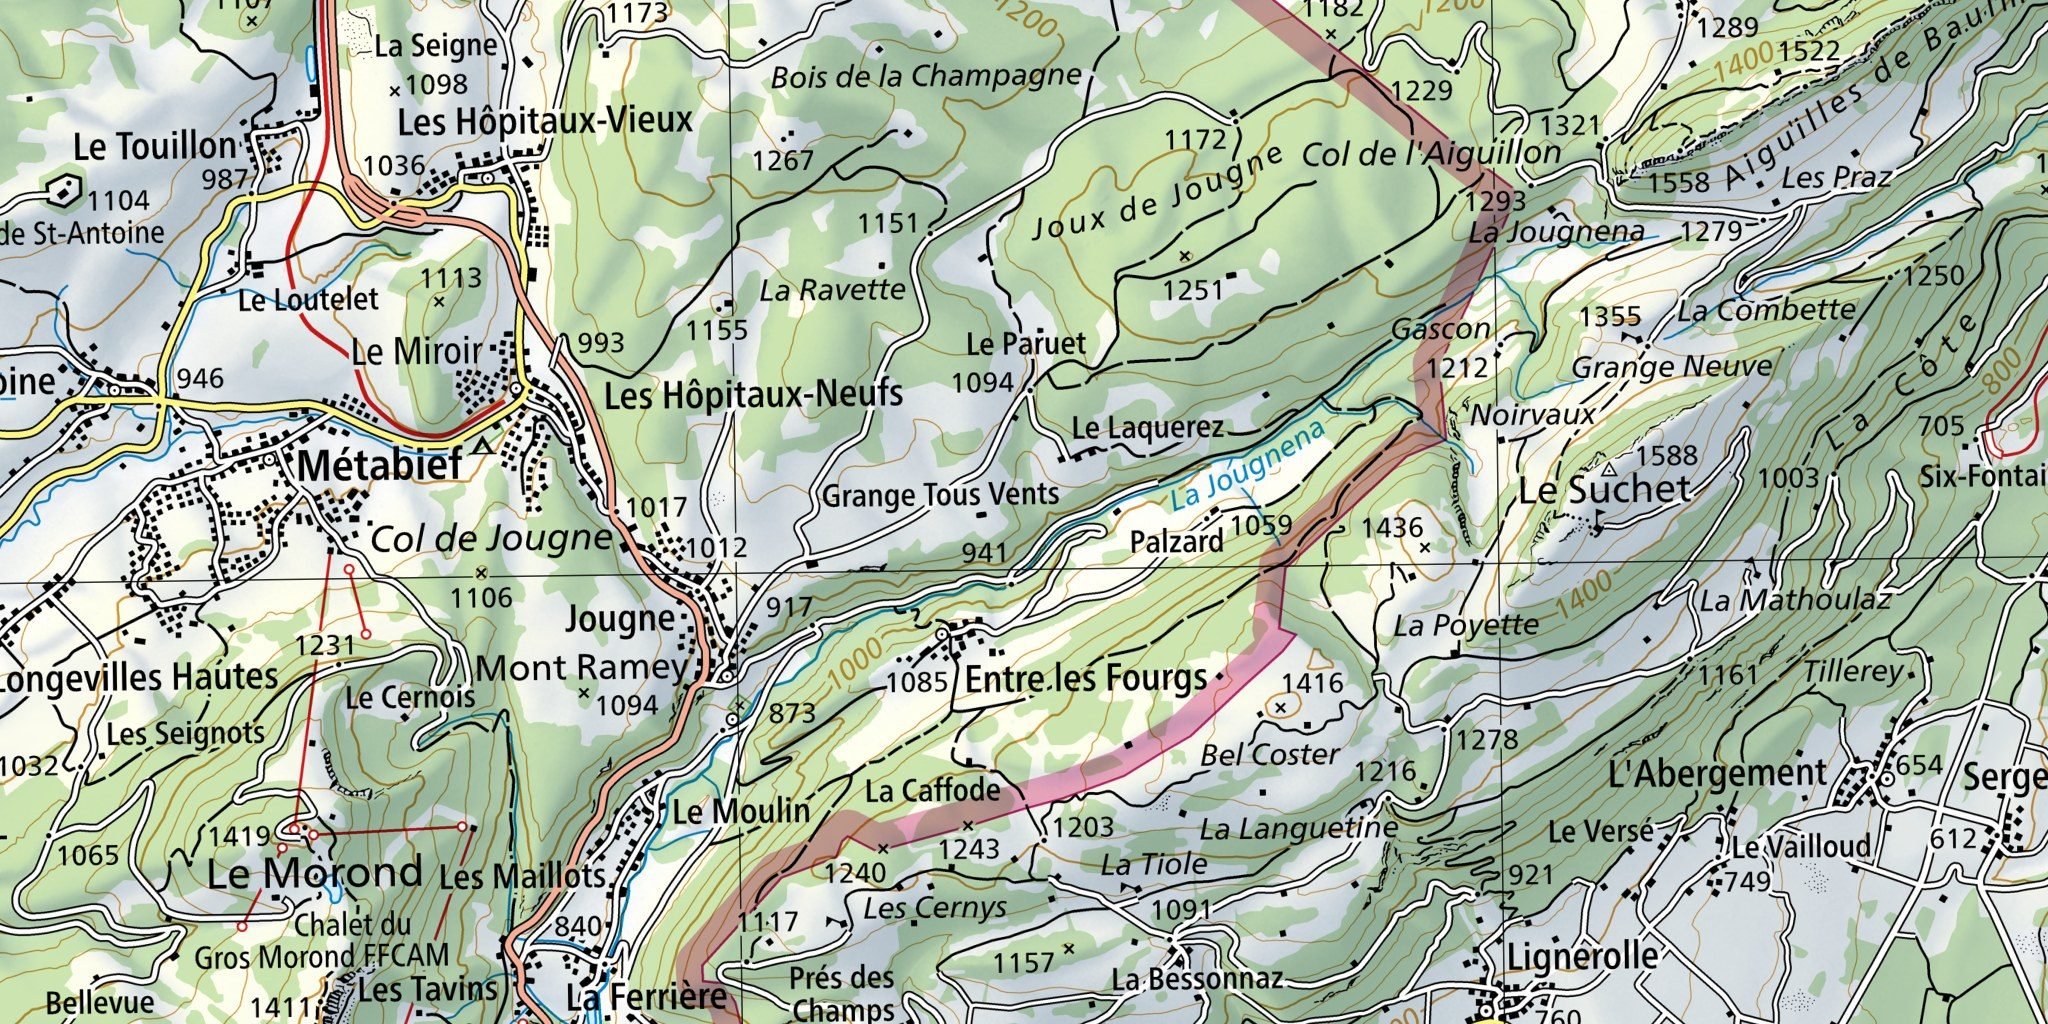 1173
1182
1200
1289
1522
1400
La Seigne
1098
Bois de la Champagne
1229
Aiguilles de
Les Hôpitaux-Vieux
Le Touillon
987
1036
1267
1172
Col de l'Aiguillon
1321
1104
de St-Antoine
1151
Joux de Jougne
1293
1558
Les Praz
La Jougnena
1279
1250
Le Loutelet
1113
La Ravette
1251
1155
Gascon
1355
La Combette
Le Miroir
993
Le Paruet
1094
1212
Grange Neuve
La Côte
800
946
Les Hôpitaux-Neufs
Le Laquerez
Noirvaux
705
Métabief
La Jougnena
1588
Le Suchet
1003
Six-Fontai
1017
Grange Tous Vents
Col de Jougne
1012
941
Palzard
1059
1436
1106
1400
La Mathoulaz
Jougne
917
La Poyette
1231
1000
Longevilles Hautes
Mont Ramey
1094
1085
Entre les Fourgs
1416
1161
Tillerey
Le Cernois
873
Les Seignots
Bel Coster
1278
1032
1216
L'Abergement
654
Serge
La Caffode
Le Moulin
1419
1203
La Languetine
Le Versé
Le Vailloud
612
1065
1243
1240
La Tiole
Le Morond
Les Maillots
921
749
Chalet du
Gros Morond FFCAM
840
1117
Les Cernys
1091
1157
La Bessonnaz
Lignerolle
Bellevue
1411
Les Tavins
La Ferrière
Prés des
Champs
760